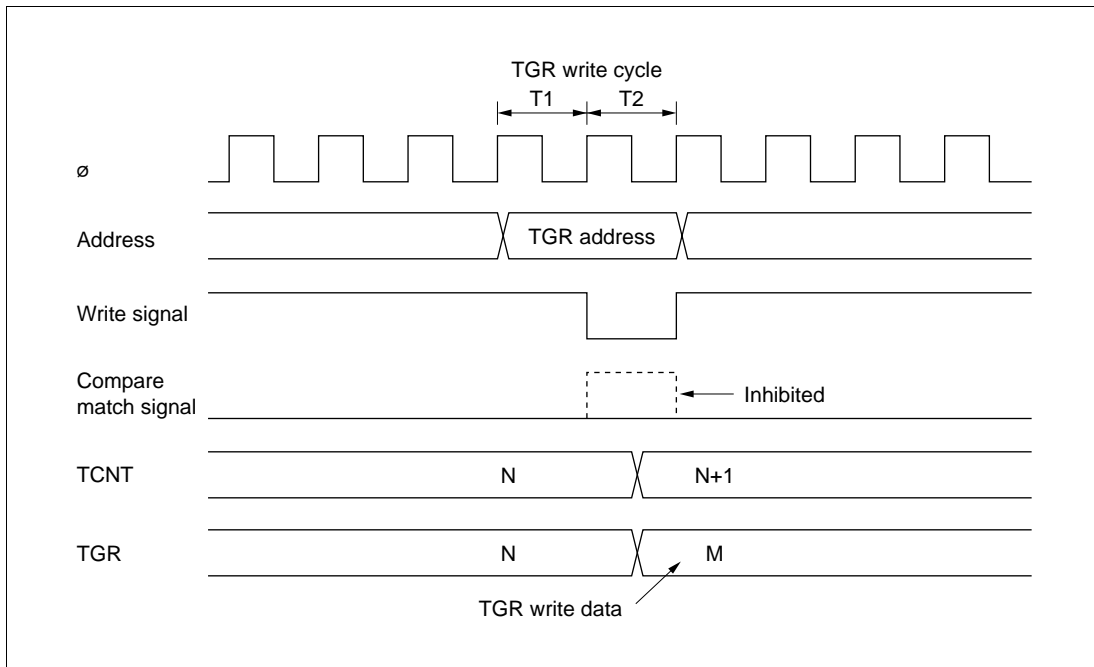 TGR write cycle
T1 T2
ø
Address
TGR address
Write signal
Compare
match signal
Inhibited
TCNT
N
N+1
TGR
N
M
TGR write data